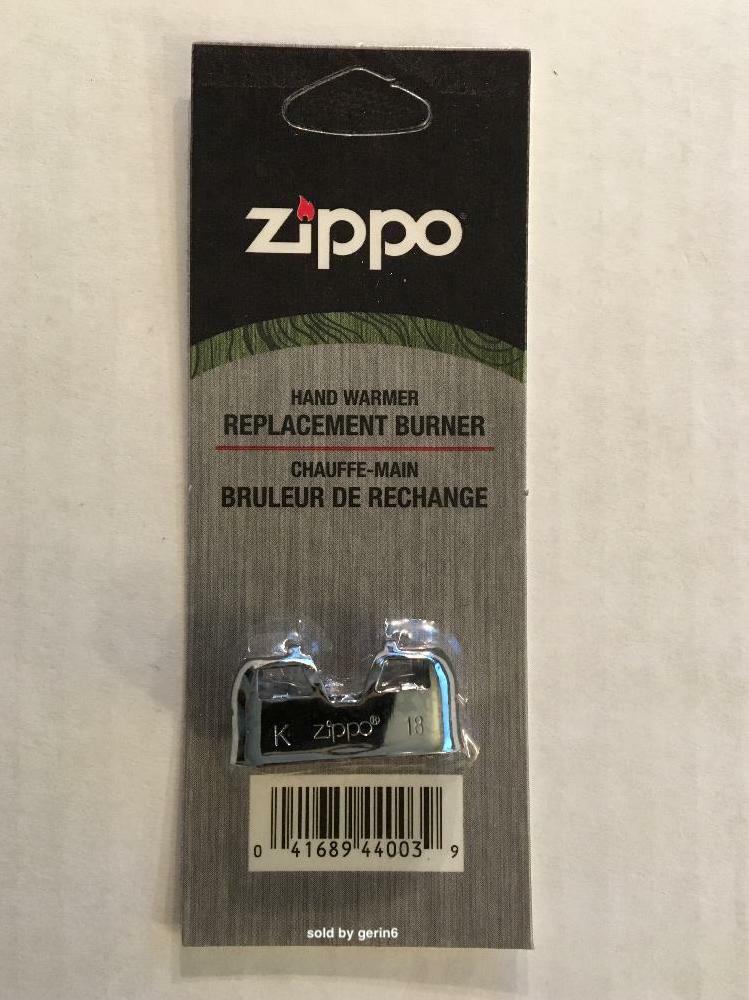 zippo
HAND WARMER
REPLACEMENT BURNER
CHAUFFE-MAIN
BRULEUR DE RECHANGE
K zippo® 18
0 41689 44003 9
sold by gerin6